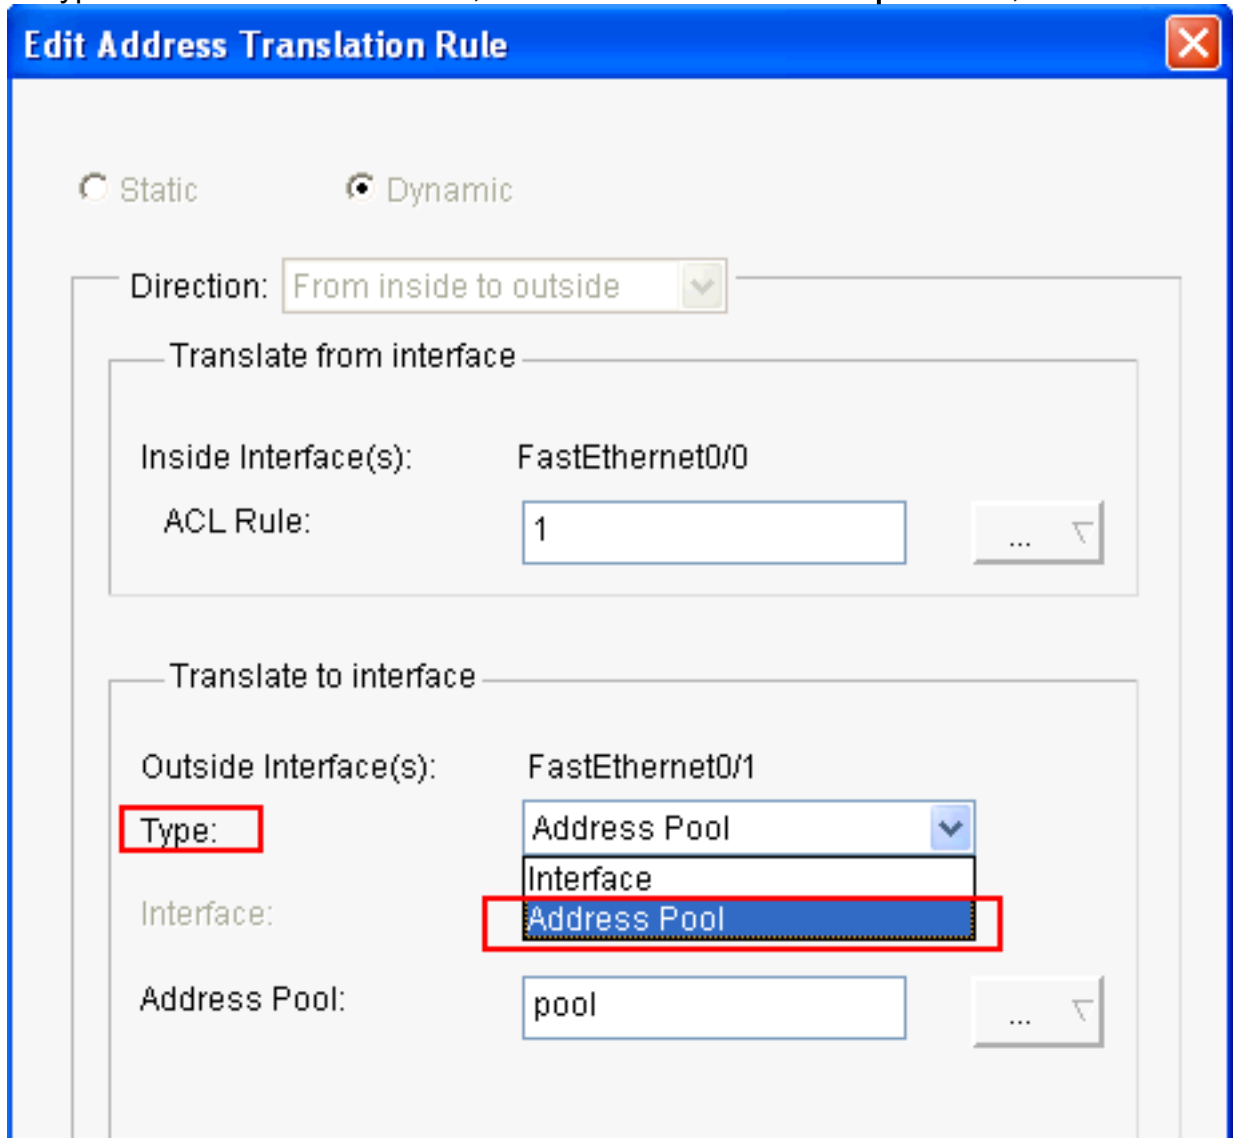 Edit Address Translation Rule
Static Dynamic
Direction: From inside to outside
Translate from interface
Inside Interface(s): FastEthernet0/0
ACL Rule: 1 ...
Translate to interface
Outside Interface(s): FastEthernet0/1
Type: Address Pool
Interface
Interface: Address Pool
Address Pool: pool ...